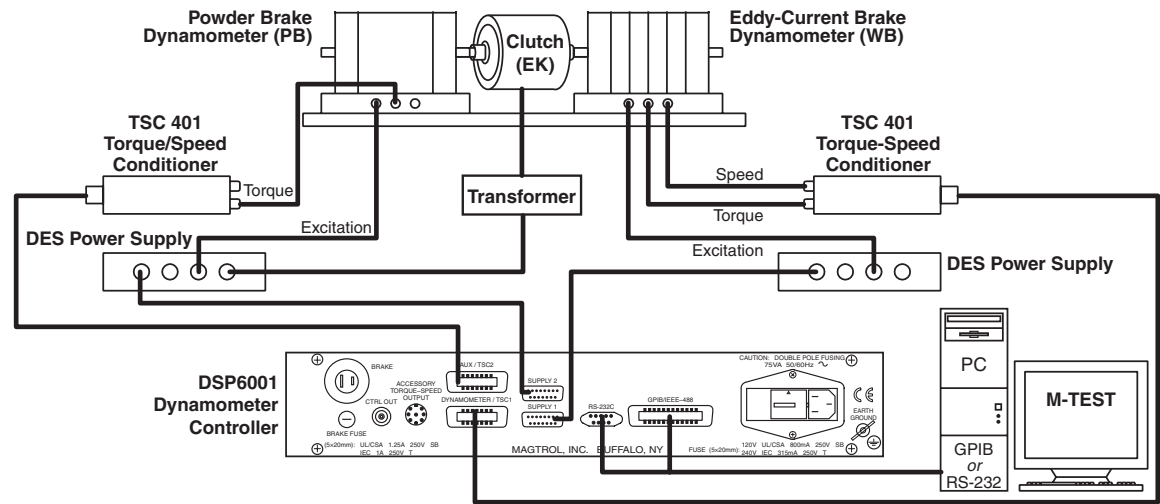 Powder Brake
Dynamometer (PB)
Clutch
(EK)
Eddy-Current Brake
Dynamometer (WB)
TSC 401
Torque/Speed
Conditioner
Torque
Excitation
Transformer
TSC 401
Torque-Speed
Conditioner
Speed
Torque
Excitation
DES Power Supply
DES Power Supply
DSP6001
Dynamometer
Controller
BRAKE
CTRL OUT
BRAKE FUSE
ACCESSORY
TORQUE–SPEED
OUTPUT
AUX / TSC2
DYNAMOMETER / TSC1
SUPPLY 2
SUPPLY 1
RS-232C
GPIB/IEEE–488
CAUTION: DOUBLE POLE FUSING
75VA 50/60Hz
CE
EARTH
GROUND
(5x20mm): UL/CSA 1.25A 250V SB
IEC 1A 250V T
MAGTROL, INC. BUFFALO, NY
FUSE (5x20mm): 120V UL/CSA 800mA 250V SB
240V IEC 315mA 250V T
PC
GPIB
or
RS-232
M-TEST